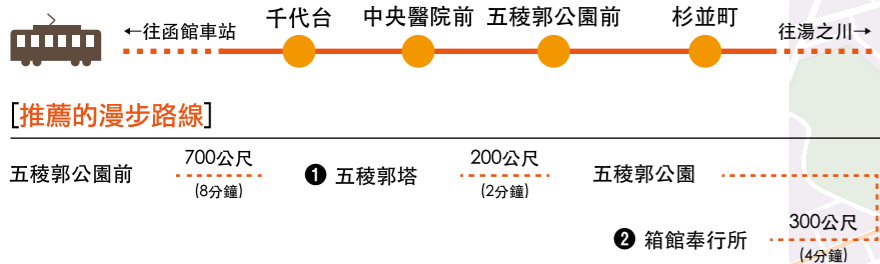 ←往函館車站 千代台 中央醫院前 五稜郭公園前 杉並町 往湯之川→
[推薦的漫步路線]
五稜郭公園前 700公尺 (8分鐘) ❶ 五稜郭塔 200公尺 (2分鐘) 五稜郭公園
❷ 箱館奉行所 300公尺 (4分鐘)